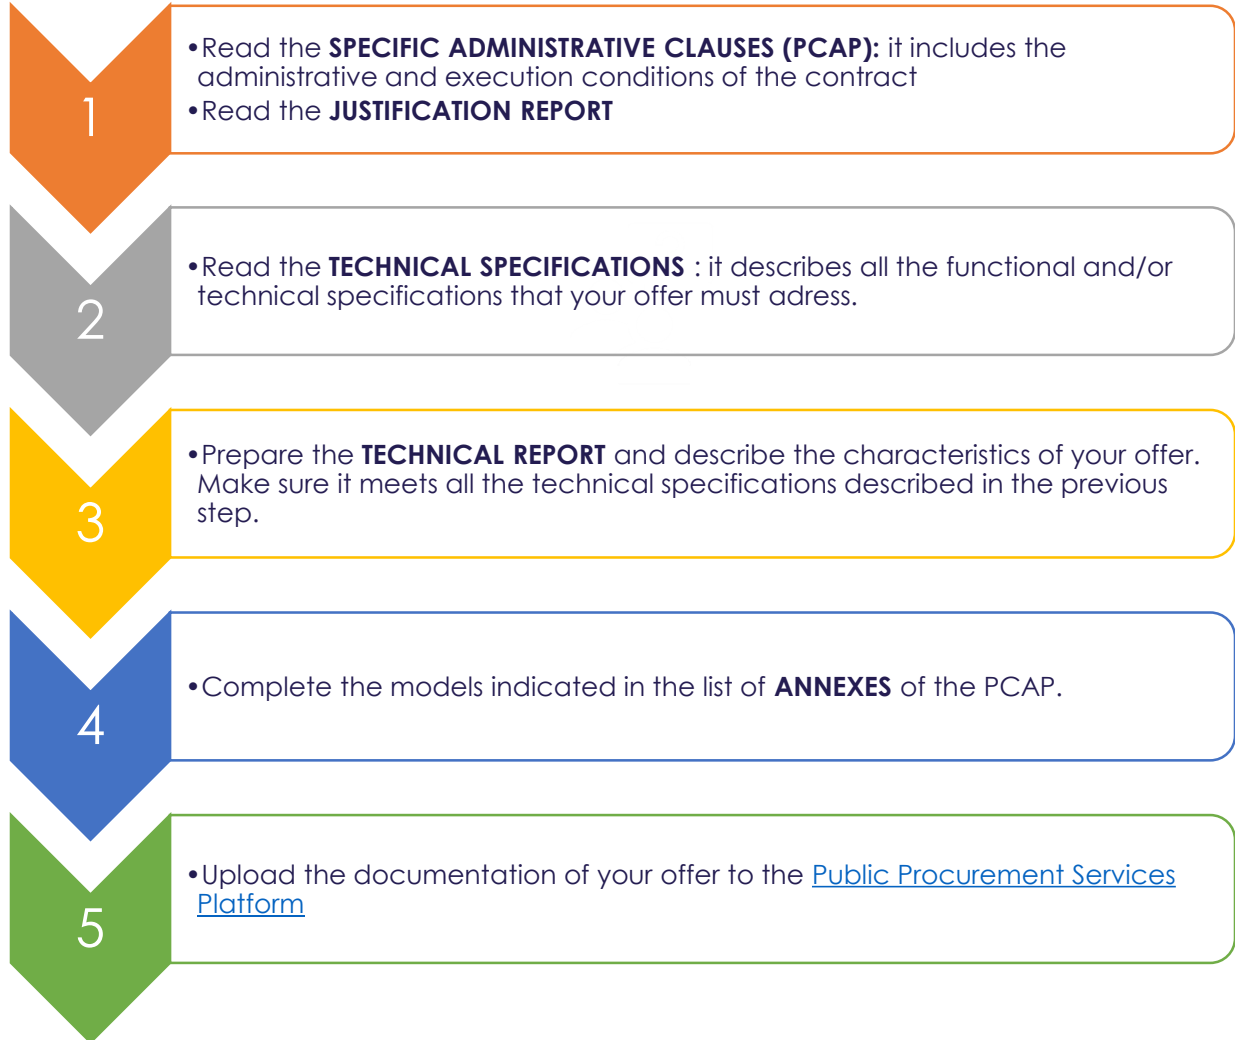 1
•Read the SPECIFIC ADMINISTRATIVE CLAUSES (PCAP): it includes the
administrative and execution conditions of the contract
•Read the JUSTIFICATION REPORT
2
•Read the TECHNICAL SPECIFICATIONS : it describes all the functional and/or
technical specifications that your offer must adress.
3
•Prepare the TECHNICAL REPORT and describe the characteristics of your offer.
Make sure it meets all the technical specifications described in the previous
step.
4
•Complete the models indicated in the list of ANNEXES of the PCAP.
5
•Upload the documentation of your offer to the Public Procurement Services
Platform